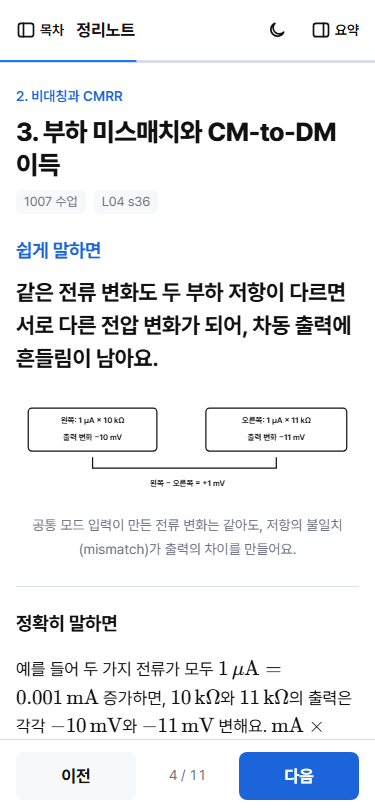 목차 정리노트 요약
2. 비대칭과 CMRR
3. 부하 미스매치와 CM-to-DM
이득
1007 수업 L04 s36
쉽게 말하면
같은 전류 변화도 두 부하 저항이 다르면
서로 다른 전압 변화가 되어, 차동 출력에
흔들림이 남아요.
왼쪽: 1 μA × 10 kΩ
출력 변화 −10 mV
오른쪽: 1 μA × 11 kΩ
출력 변화 −11 mV
왼쪽 − 오른쪽 = +1 mV
공통 모드 입력이 만든 전류 변화는 같아도, 저항의 불일치
(mismatch)가 출력의 차이를 만들어요.
정확히 말하면
예를 들어 두 가지 전류가 모두 1 μA =
0.001 mA 증가하면, 10 kΩ와 11 kΩ의 출력은
각각 −10 mV와 −11 mV 변해요. mA ×
이전 4 / 11 다음